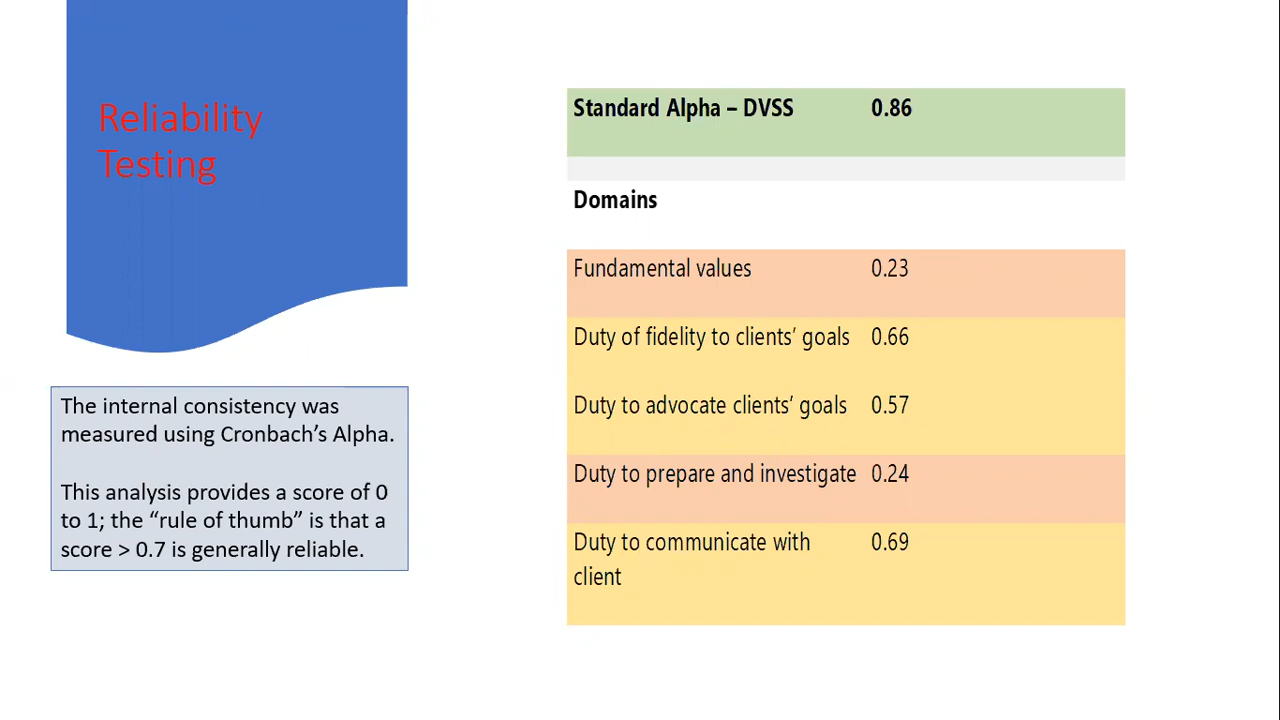 Reliability
Testing
The internal consistency was
measured using Cronbach’s Alpha.
This analysis provides a score of 0
to 1; the “rule of thumb” is that a
score > 0.7 is generally reliable.
Standard Alpha – DVSS 0.86
Domains
Fundamental values 0.23
Duty of fidelity to clients’ goals 0.66
Duty to advocate clients’ goals 0.57
Duty to prepare and investigate 0.24
Duty to communicate with 0.69
client